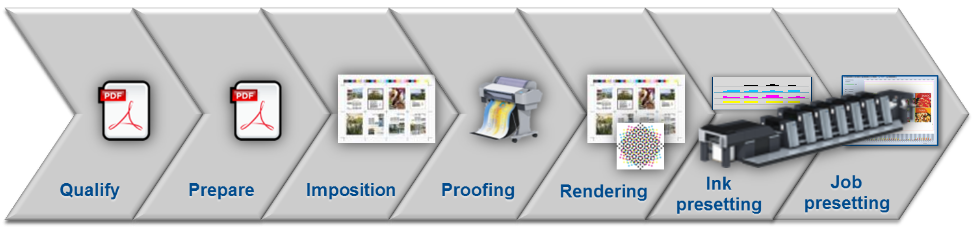 PDF
PDF
Qualify
Prepare
Imposition
Proofing
Rendering
Ink
presetting
Job
presetting